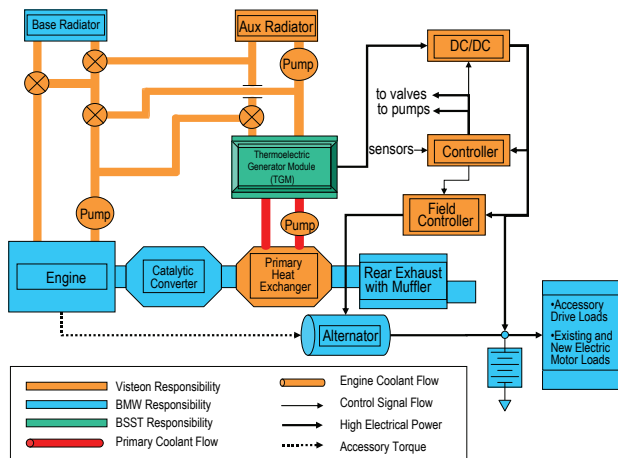 Base Radiator
Aux Radiator
DC/DC
Pump
to valves
to pumps
Thermoelectric
Generator Module
(TGM)
sensors
Controller
Pump
Pump
Field
Controller
Engine
Catalytic
Converter
Primary
Heat
Exchanger
Rear Exhaust
with Muffler
Alternator
•Accessory
Drive Loads
•Existing and
New Electric
Motor Loads
Visteon Responsibility
BMW Responsibility
BSST Responsibility
Primary Coolant Flow
Engine Coolant Flow
Control Signal Flow
High Electrical Power
Accessory Torque